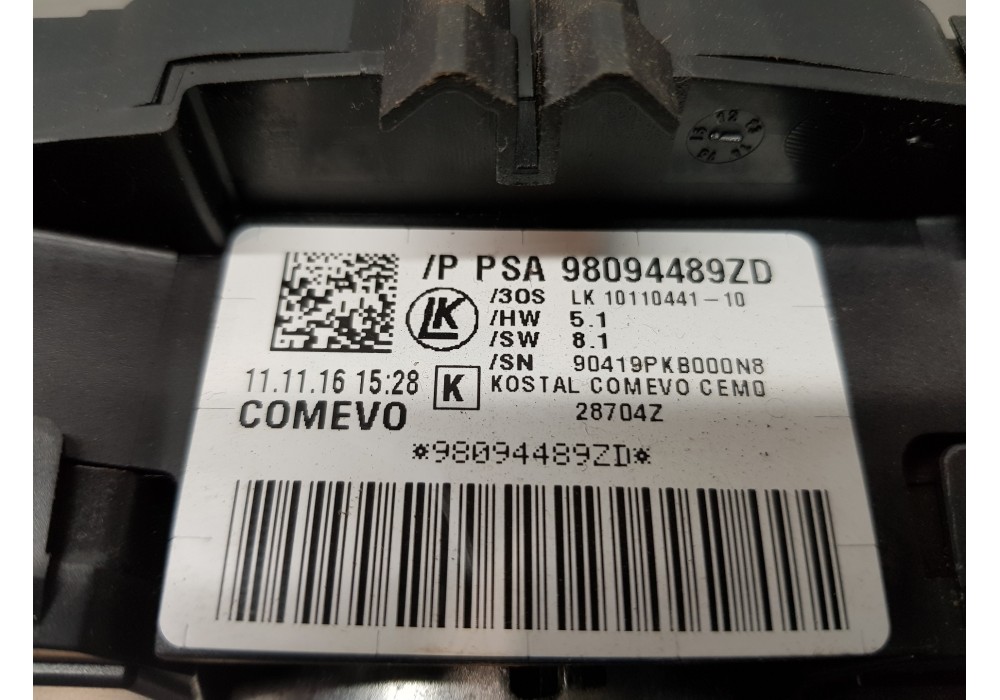 /P PSA 98094489ZD
/3OS LK 10110441-10
LK
/HW 5.1
/SW 8.1
/SN 90419PKB000N8
11.11.16 15:28 K KOSTAL COMEVO CEMO
COMEVO 28704Z
*98094489ZD*